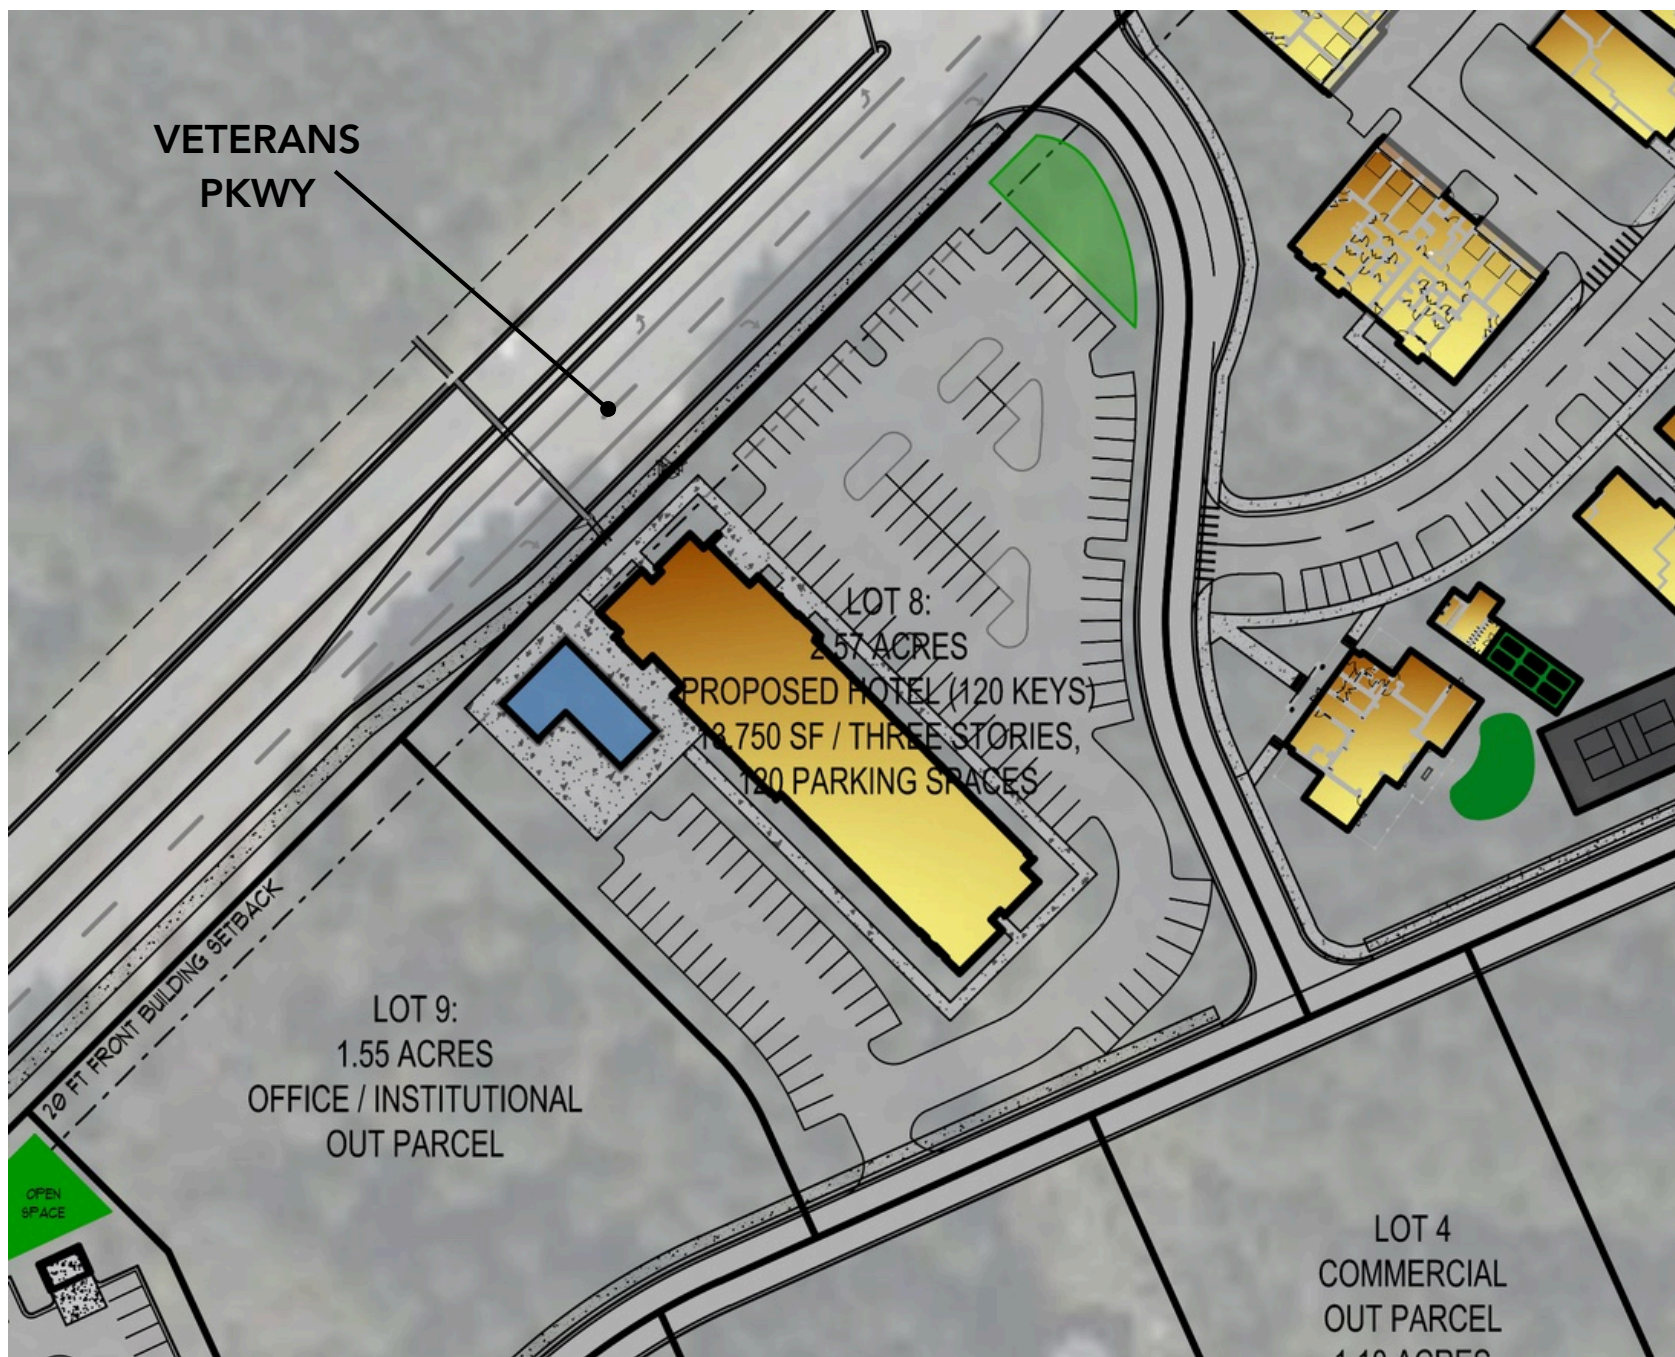 VETERANS
PKWY
LOT 8:
2.57 ACRES
PROPOSED HOTEL (120 KEYS)
13,750 SF / THREE STORIES,
120 PARKING SPACES
20 FT FRONT BUILDING SETBACK
LOT 9:
1.55 ACRES
OFFICE / INSTITUTIONAL
OUT PARCEL
OPEN
SPACE
LOT 4
COMMERCIAL
OUT PARCEL
ACRES